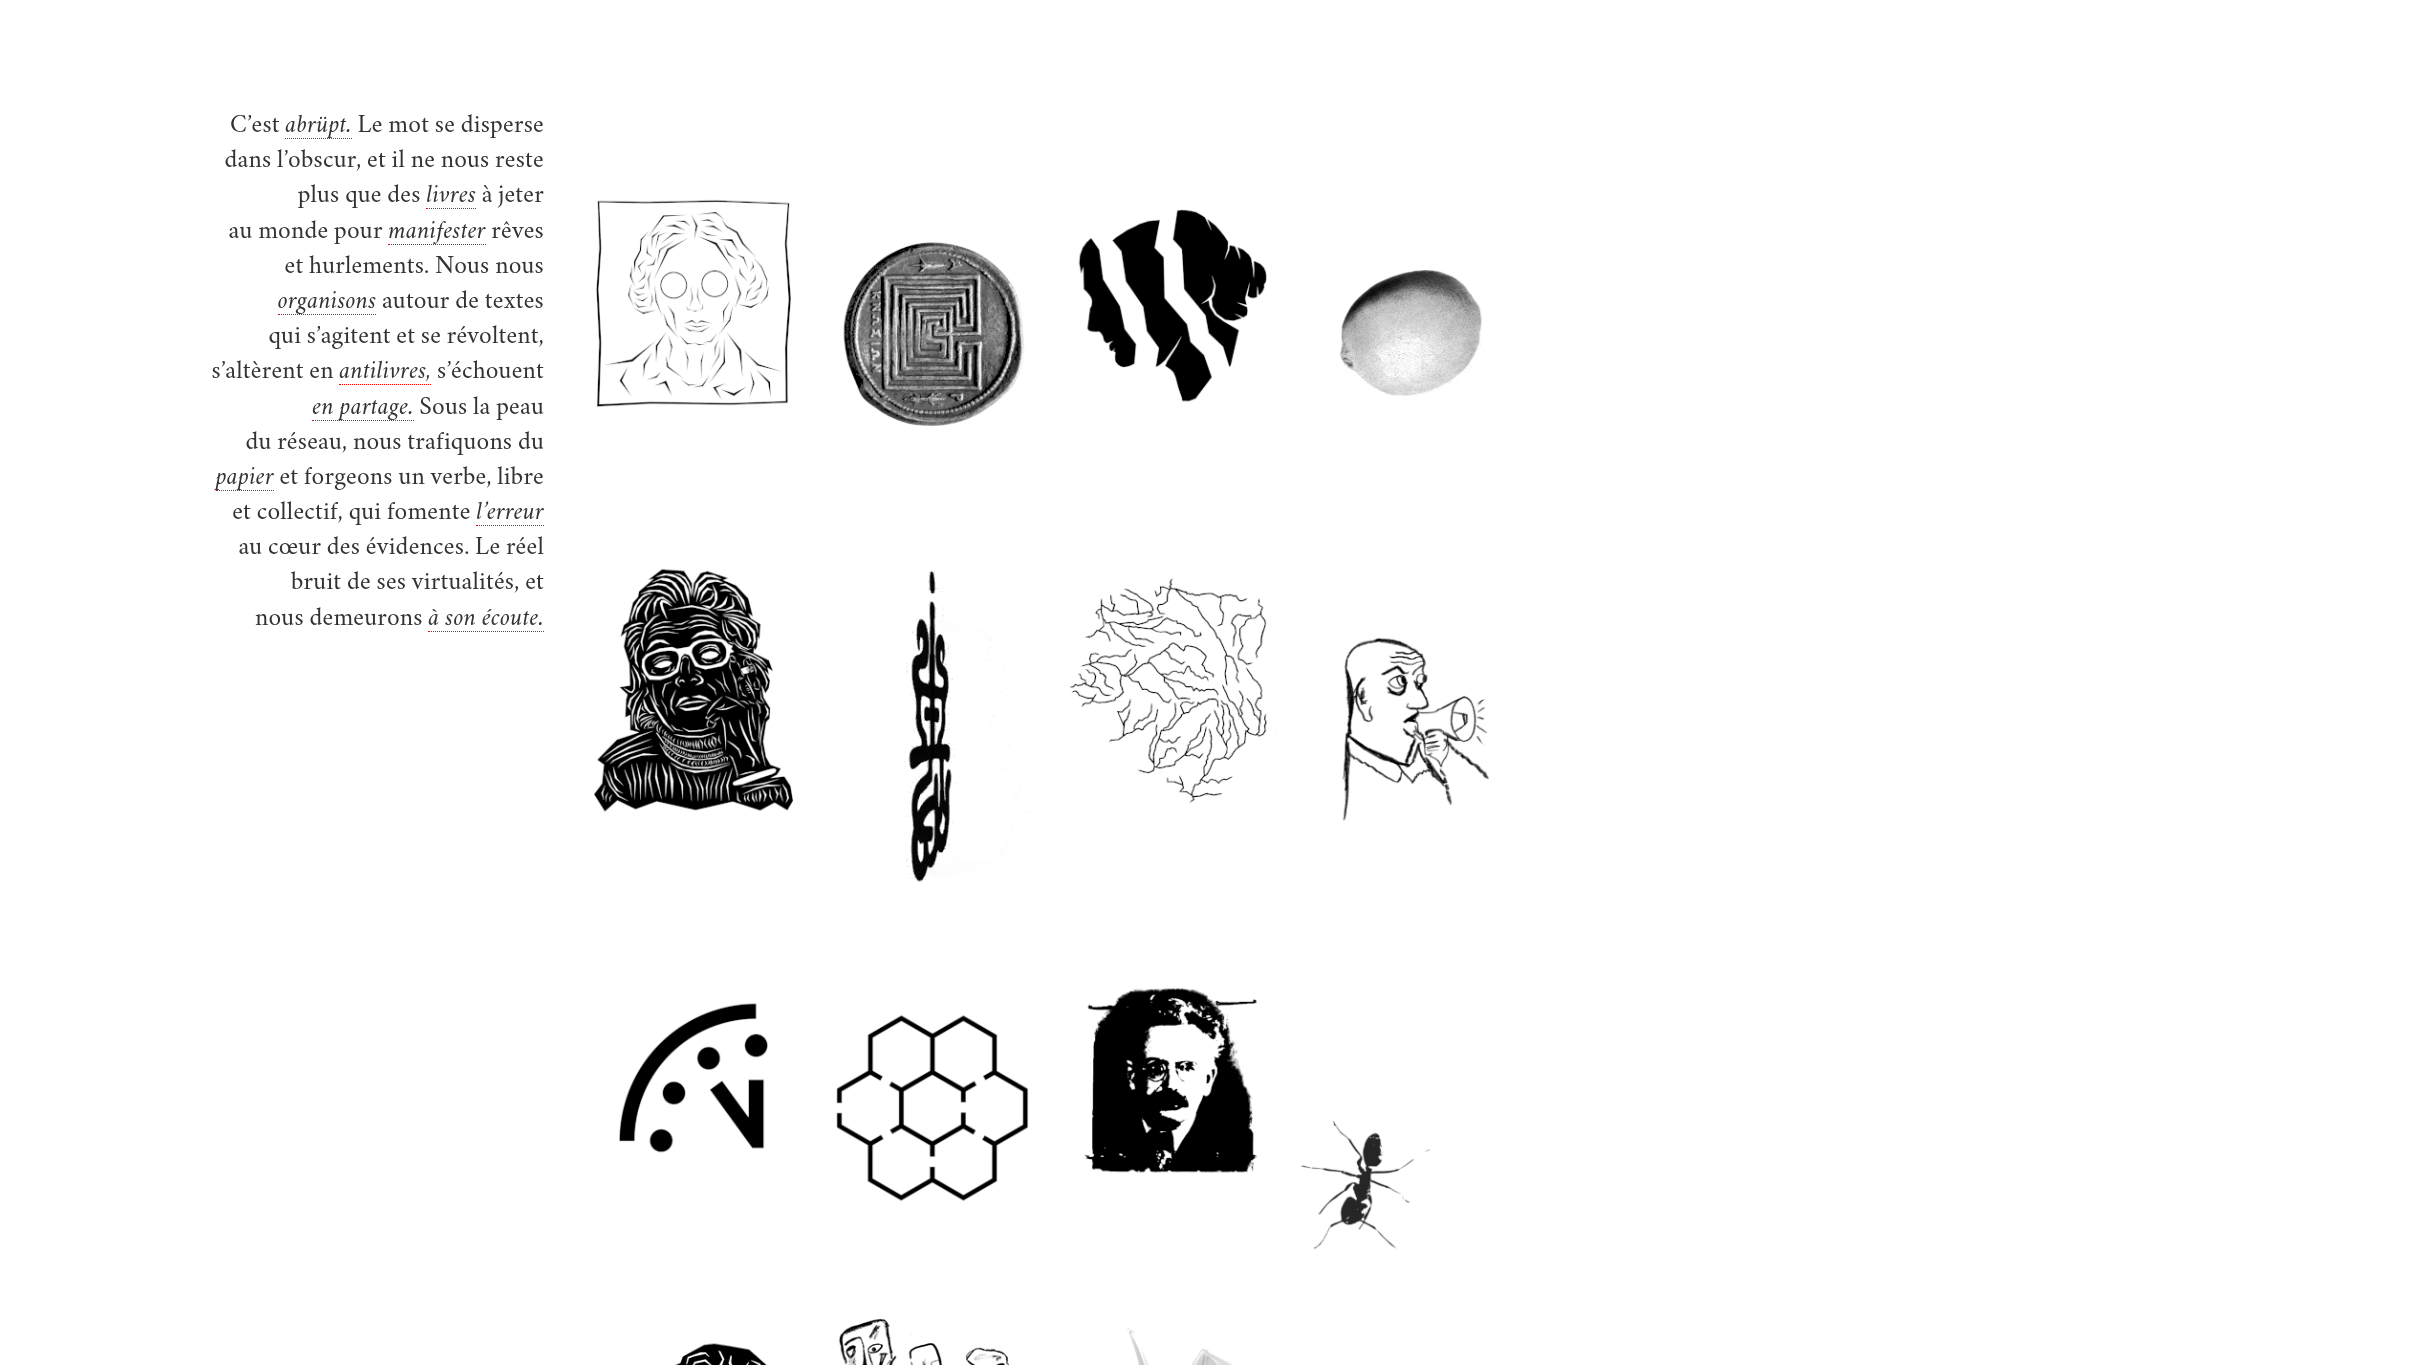 C’est abrüpt. Le mot se disperse
dans l’obscur, et il ne nous reste
plus que des livres à jeter
au monde pour manifester rêves
et hurlements. Nous nous
organisons autour de textes
qui s’agitent et se révoltent,
s’altèrent en antilivres, s’échouent
en partage. Sous la peau
du réseau, nous trafiquons du
papier et forgeons un verbe, libre
et collectif, qui fomente l’erreur
au cœur des évidences. Le réel
bruit de ses virtualités, et
nous demeurons à son écoute.